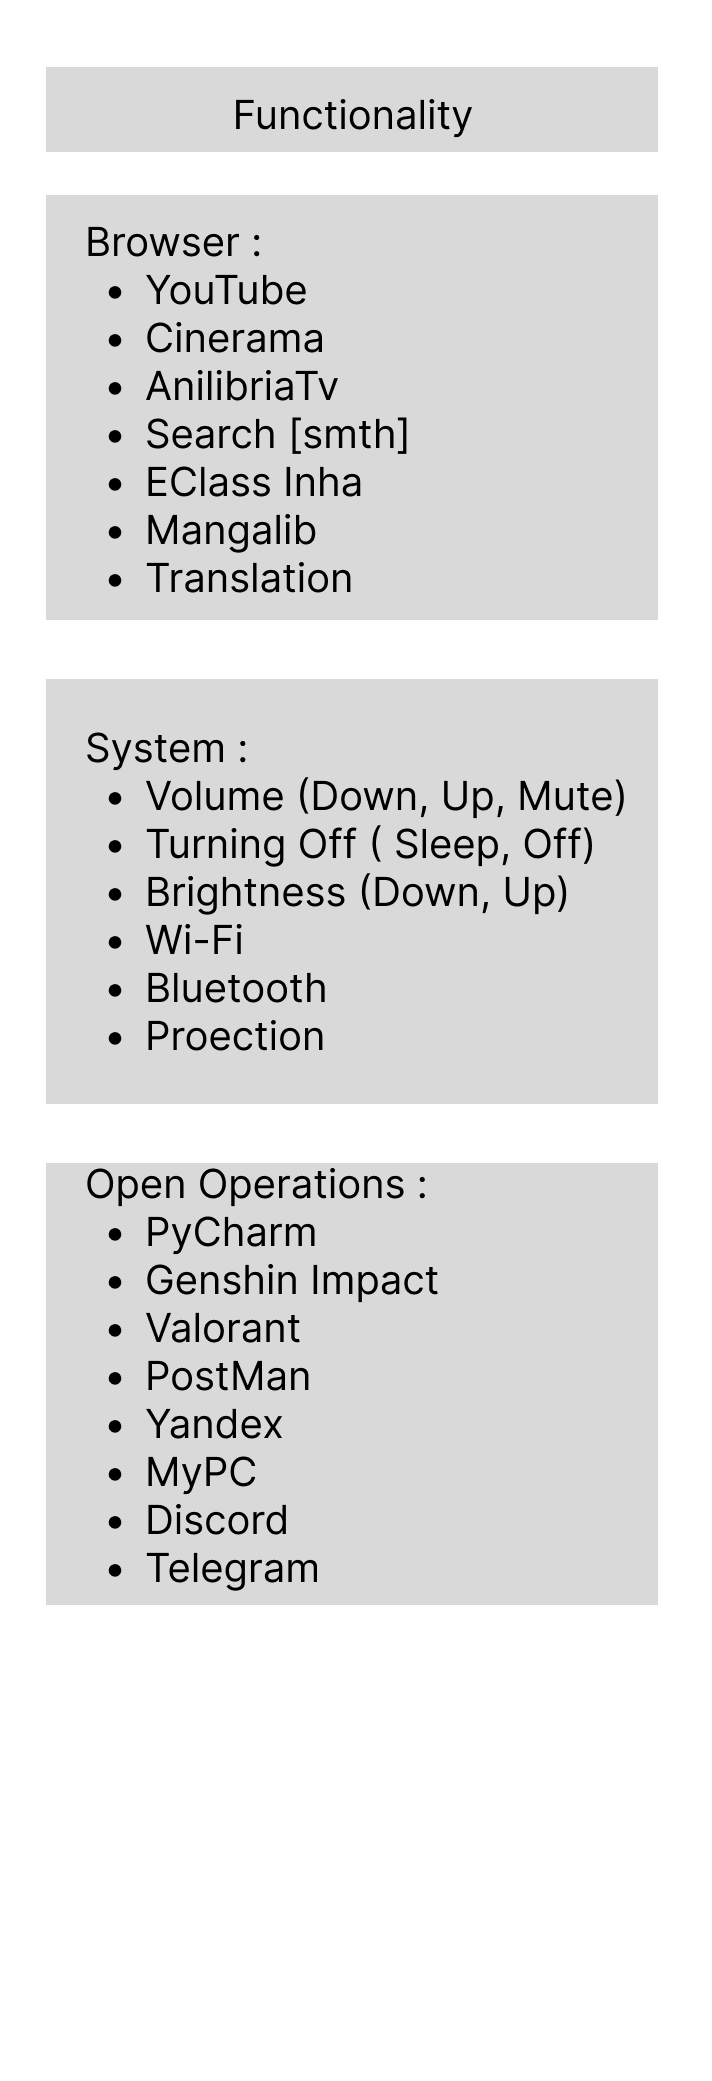 Functionality
Browser :
• YouTube
• Cinerama
• AnilibriaTv
• Search [smth]
• EClass Inha
• Mangalib
• Translation
System :
• Volume (Down, Up, Mute)
• Turning Off ( Sleep, Off)
• Brightness (Down, Up)
• Wi-Fi
• Bluetooth
• Proection
Open Operations :
• PyCharm
• Genshin Impact
• Valorant
• PostMan
• Yandex
• MyPC
• Discord
• Telegram